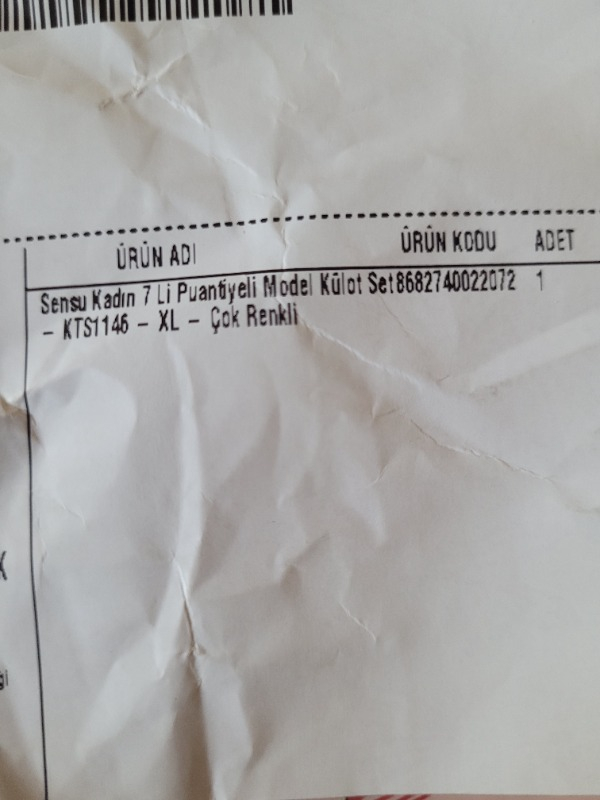 ÜRÜN ADI ÜRÜN KODU ADET
Sensu Kadın 7 Li Puantiyeli Model Külot Set8682740022072 1
- KTS1146 - XL - Çok Renkli